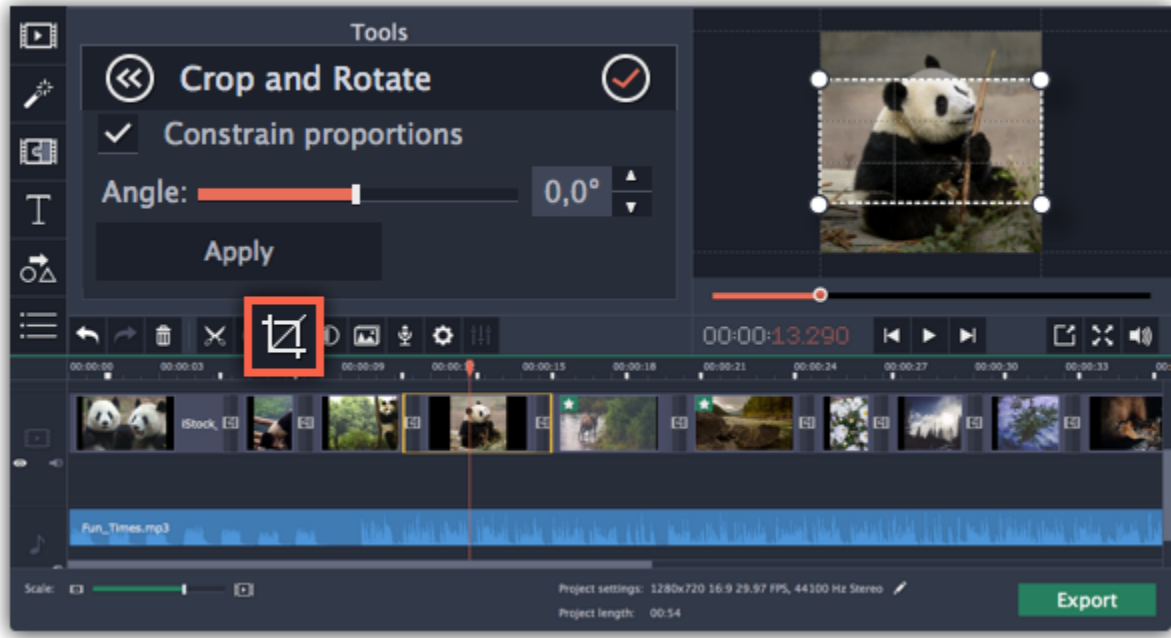 Tools
Crop and Rotate
Constrain proportions
Angle:
0,0°
Apply
00:00:13.290
00:00:00 00:00:03 00:00:09 00:00:15 00:00:18 00:00:21 00:00:24 00:00:27 00:00:30 00:00:33
iStock,
Fun_Times.mp3
Scale:
Project settings: 1280x720 16:9 29.97 FPS, 44100 Hz Stereo
Export
Project length: 00:54